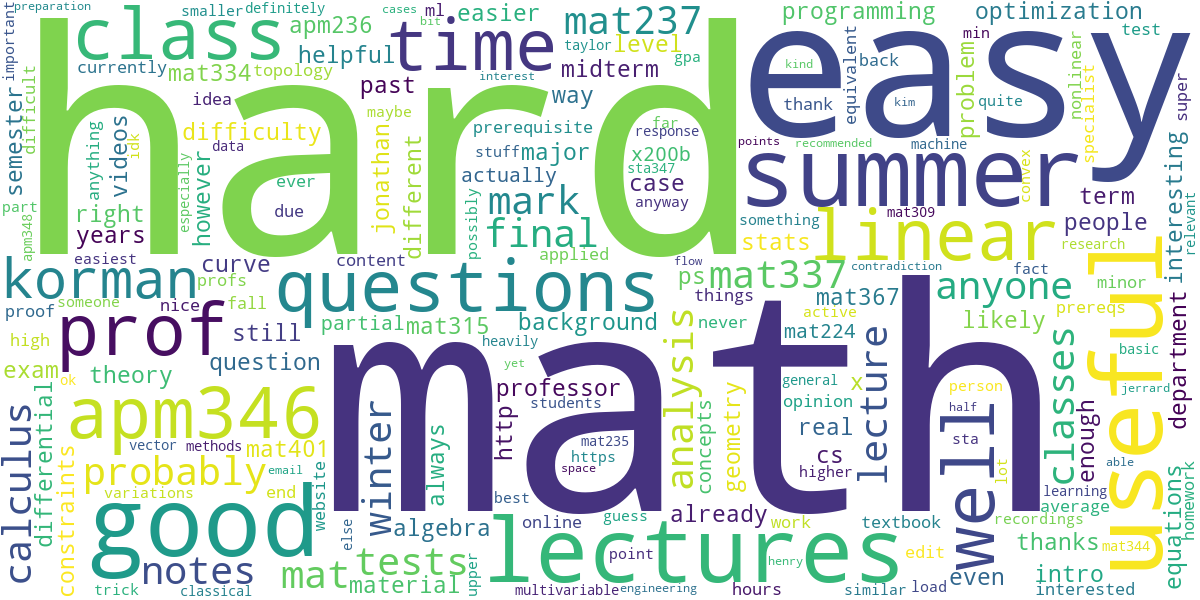 preparation
cases
ml
important
smaller
definitely
apm236
easier
bit
mat237
programming
optimization
class
time
helpful
taylor
level
min
test
currently
mat334
topology
interest
midterm
gpa
kind
equivalent
back
problem
nonlinear
easy
hard
past
way
thank
kim
quite
super
idea
maybe
far
difficult
semester
anything
videos
idk
difficulty
data
prerequisite
response
points
recommended
specialist
stuff
major
x200b
machine
convex
summer
especially
however
ever
jonathan
different
actually
sta347
case
anyway
term
interesting
part
right
due
possibly
mark
something
mat309
people
relevant
apm348
years
final
stats
linear
research
easiest
curve
content
applied
flow
contradiction
korman
profs
questions
ps
mat337
fact
anyone
minor
someone
nice
fall
things
mat367
active
prereqs
proof
prof
still
partial
mat315
background
never
mat224
likely
department
high
question
heavily
analysis
lecture
classes
basic
useful
exam
theory
yet
x
ok
professor
general
person
jerrard
apm346
winter
students
geometry
opinion
half
enough
calculus
differential
http
mat235
real
sta
vector
methods
mat401
always
https
concepts
cs
well
lot
able
constraints
probably
email
space
higher
learning
math
variations
end
website
best
average
homework
good
else
algebra
online
guess
already
work
textbook
recordings
equations
notes
tests
lectures
point
edit
thanks
mat344
mat
material
henry
even
intro
trick
classical
upper
multivariable
engineering
hours
similar
load
interested